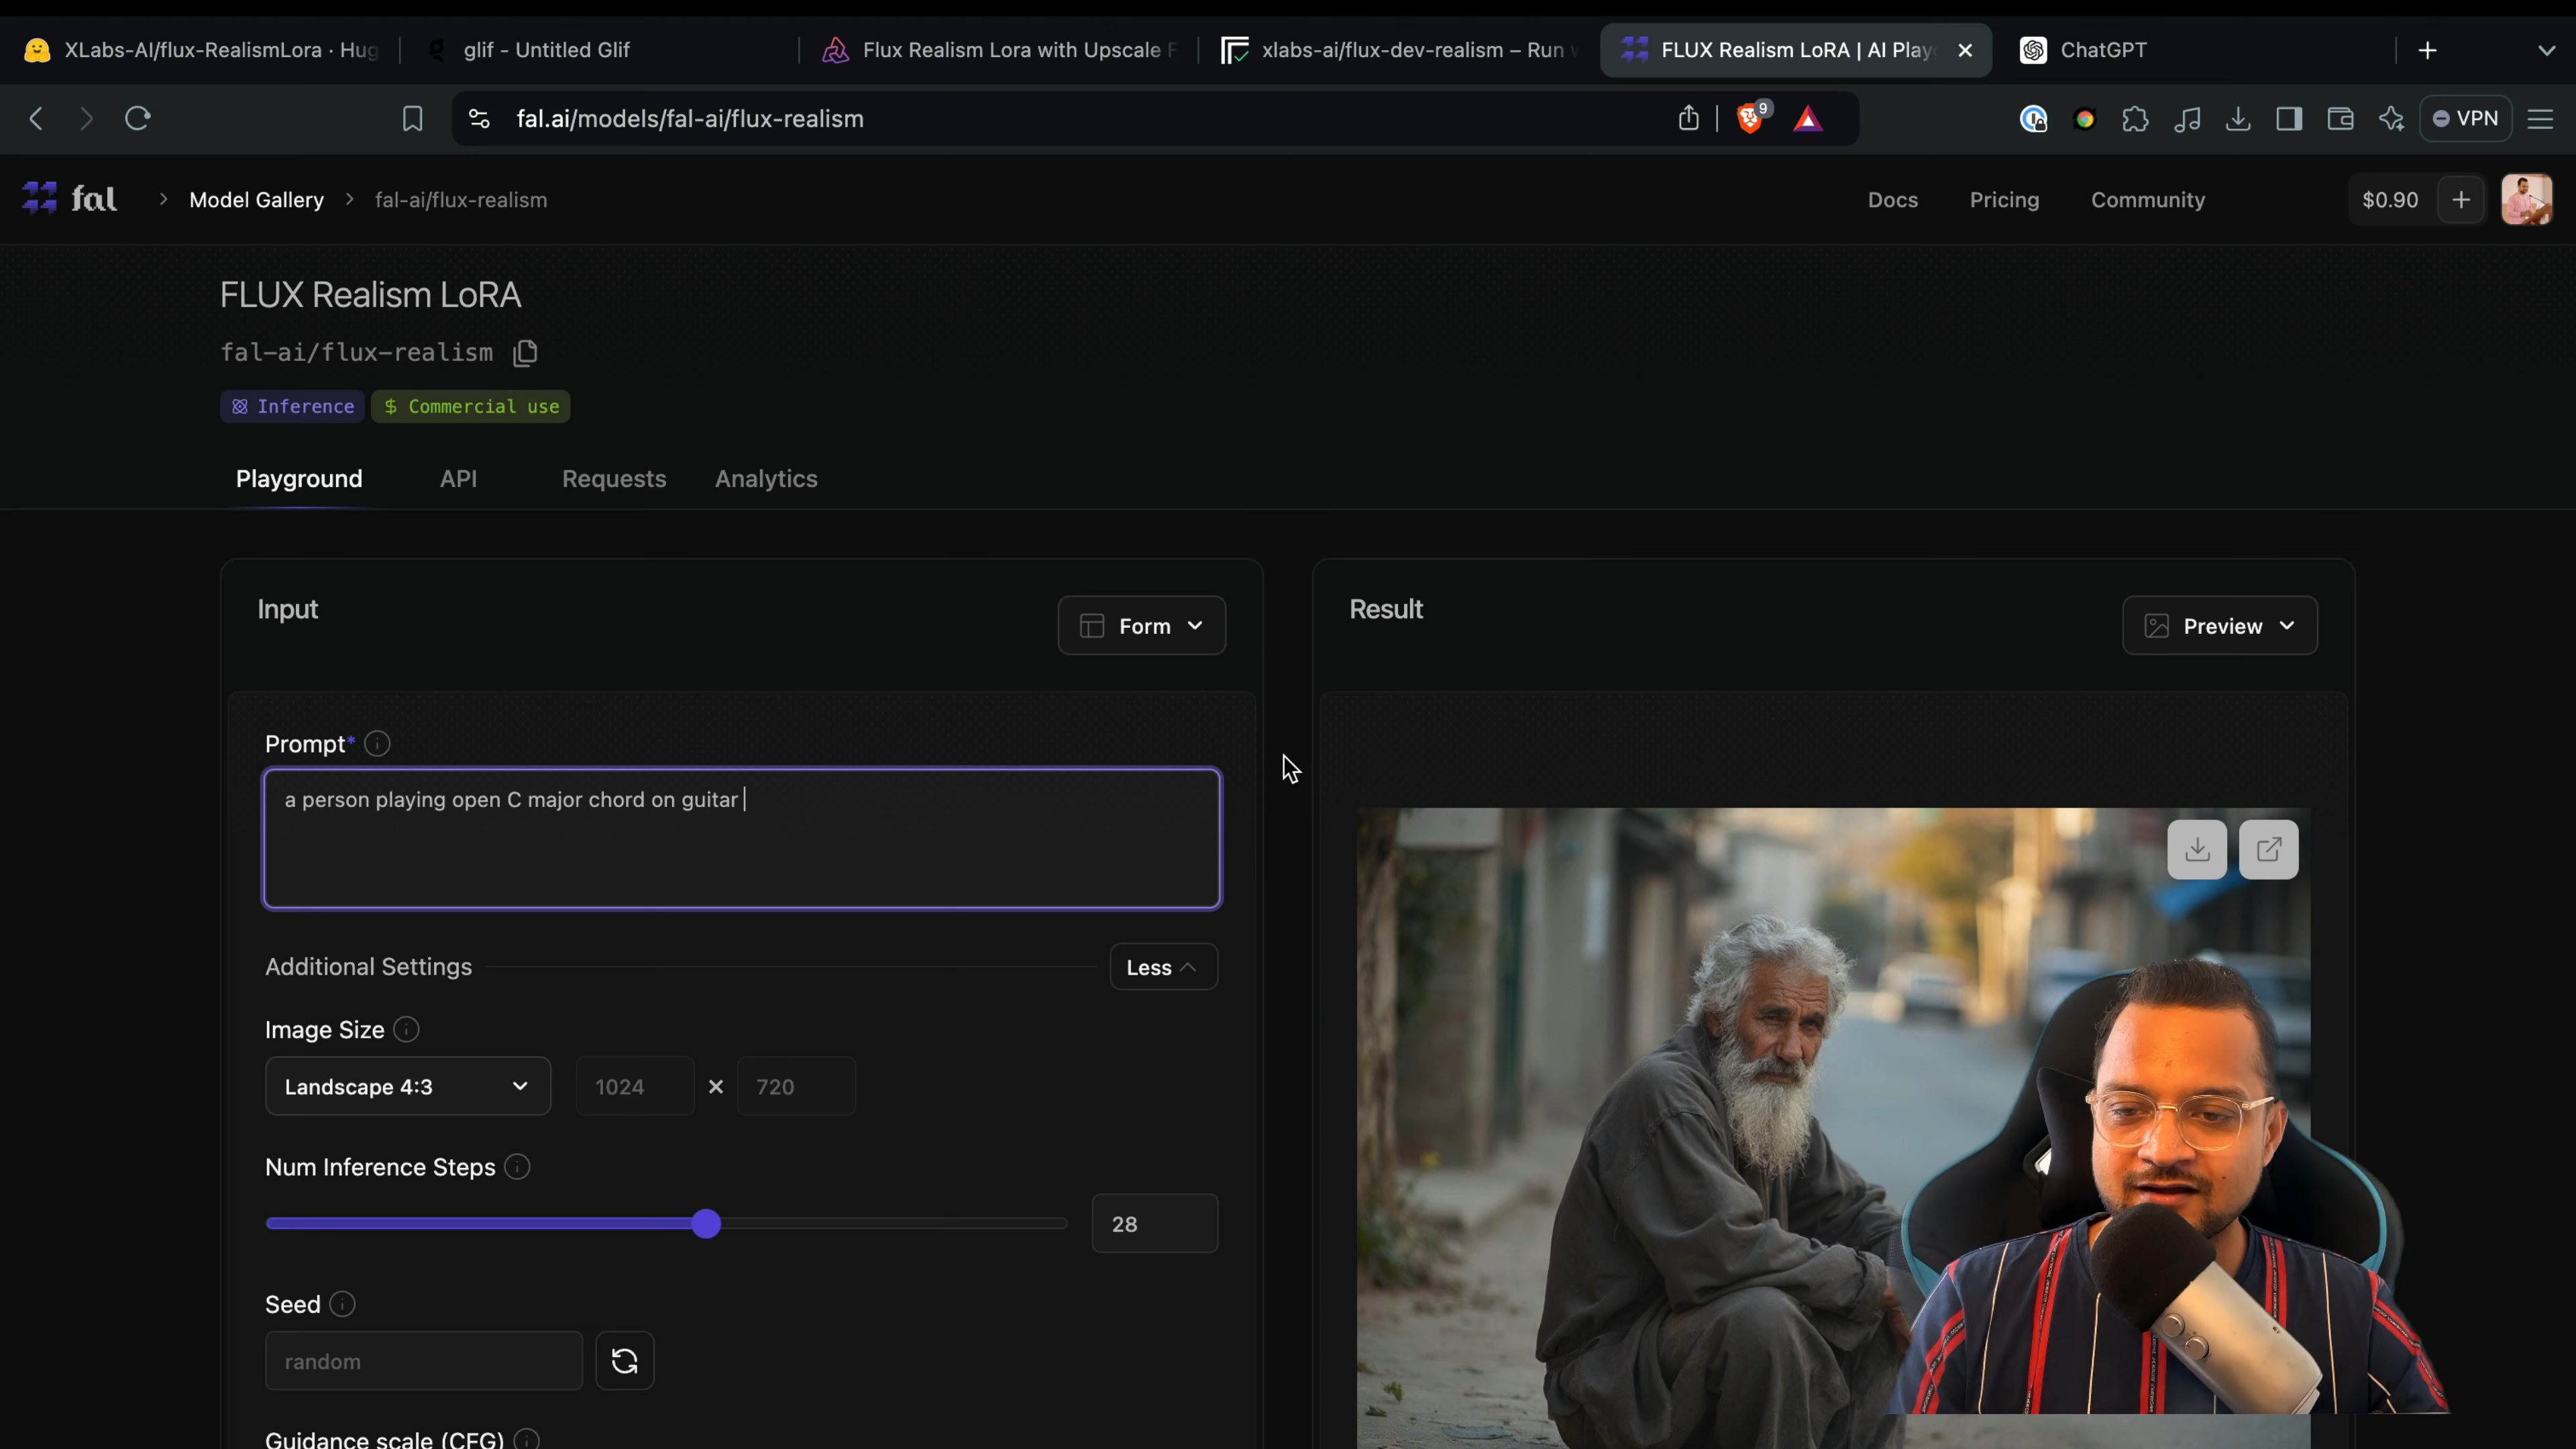 XLabs-AI/flux-RealismLora · Hug
glif - Untitled Glif
Flux Realism Lora with Upscale F
xlabs-ai/flux-dev-realism – Run w
FLUX Realism LoRA | AI Play
ChatGPT
fal.ai/models/fal-ai/flux-realism
9
VPN
fal
Model Gallery
fal-ai/flux-realism
Docs
Pricing
Community
$0.90
FLUX Realism LoRA
fal-ai/flux-realism
Inference
$ Commercial use
Playground
API
Requests
Analytics
Input
Form
Result
Preview
Prompt*
a person playing open C major chord on guitar
Additional Settings
Less
Image Size
Landscape 4:3
1024
×
720
Num Inference Steps
28
Seed
random
Guidance scale (CFG)